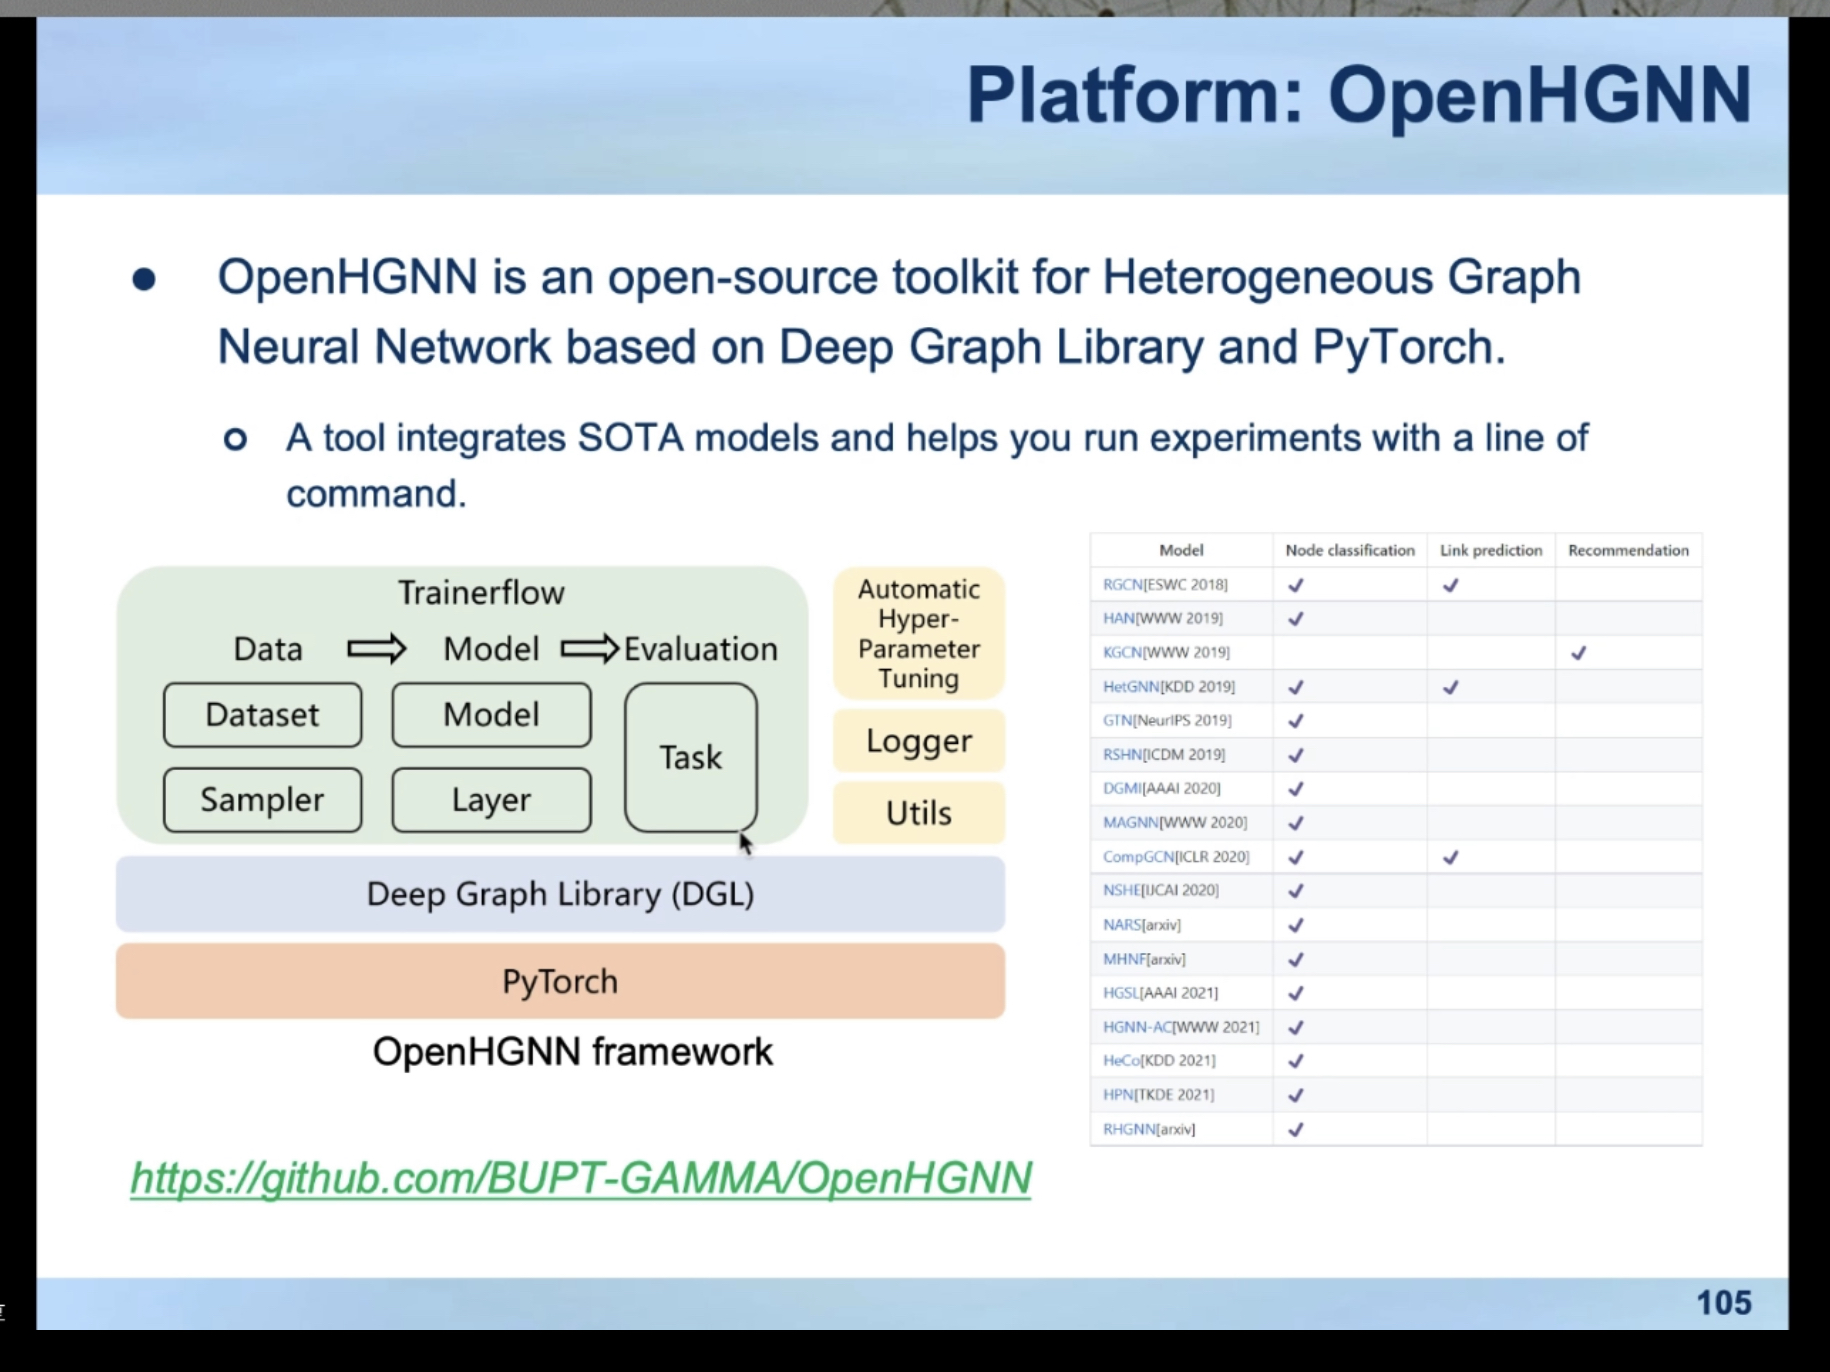 Platform: OpenHGNN
● OpenHGNN is an open-source toolkit for Heterogeneous Graph
Neural Network based on Deep Graph Library and PyTorch.
o A tool integrates SOTA models and helps you run experiments with a line of
command.
Trainerflow
Data ⇒ Model ⇒ Evaluation
Dataset Model Task
Sampler Layer
Automatic
Hyper-
Parameter
Tuning
Logger
Utils
Deep Graph Library (DGL)
PyTorch
OpenHGNN framework
https://github.com/BUPT-GAMMA/OpenHGNN
Model Node classification Link prediction Recommendation
RGCN[ESWC 2018] ✓ ✓
HAN[WWW 2019] ✓
KGCN[WWW 2019] ✓
HetGNN[KDD 2019] ✓ ✓
GTN[NeurIPS 2019] ✓
RSHN[ICDM 2019] ✓
DGMI[AAAI 2020] ✓
MAGNN[WWW 2020] ✓
CompGCN[ICLR 2020] ✓ ✓
NSHE[IJCAI 2020] ✓
NARS[arxiv] ✓
MHNF[arxiv] ✓
HGSL[AAAI 2021] ✓
HGNN-AC[WWW 2021] ✓
HeCo[KDD 2021] ✓
HPN[TKDE 2021] ✓
RHGNN[arxiv] ✓
105